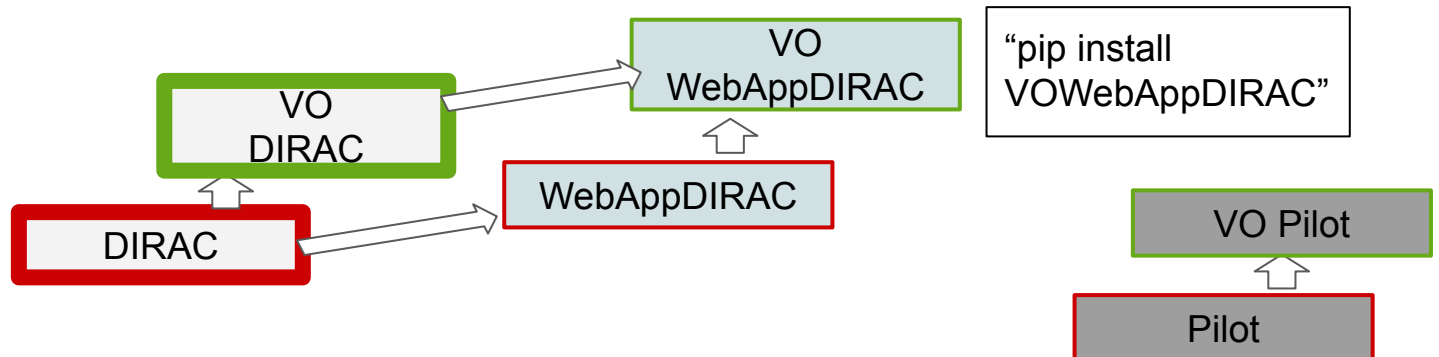 VO
WebAppDIRAC
“pip install
VOWebAppDIRAC”
VO
DIRAC
WebAppDIRAC
DIRAC
VO Pilot
Pilot